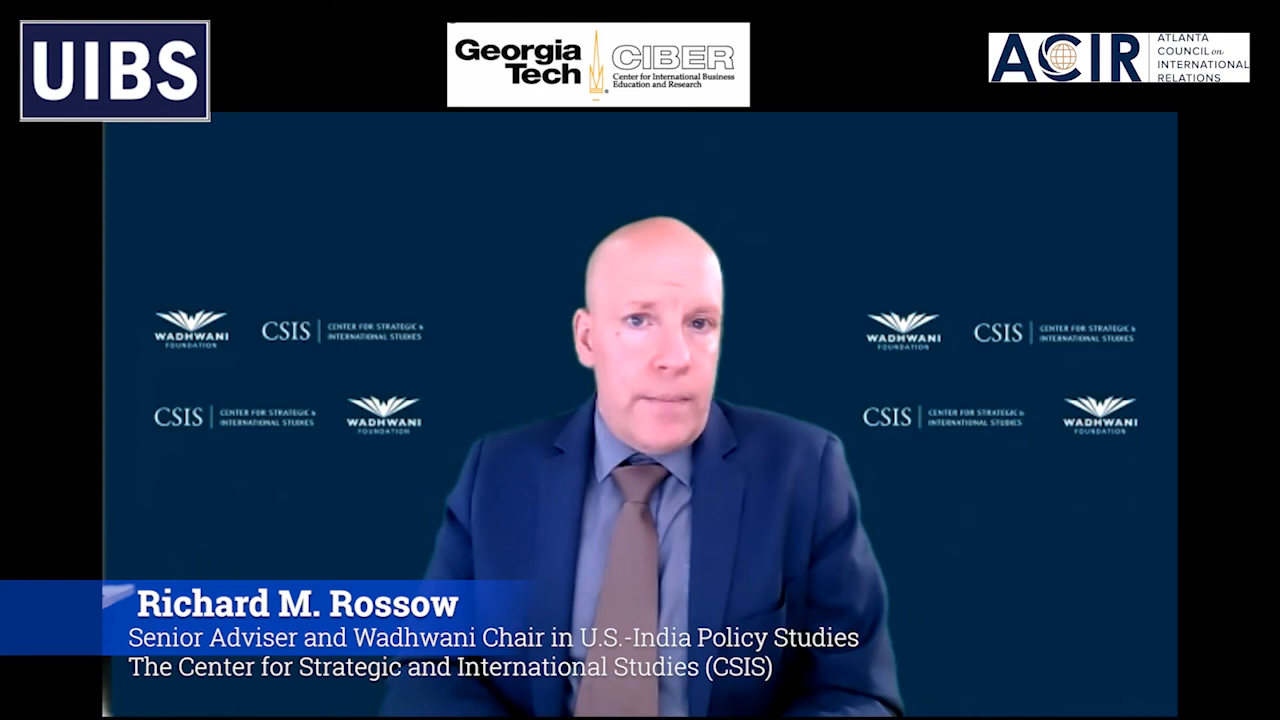 UIBS
Georgia
Tech
CIBER
Center for International Business
Education and Research
ACIR
ATLANTA
COUNCIL on
INTERNATIONAL
RELATIONS
WADHWANI
FOUNDATION
CSIS
CENTER FOR STRATEGIC &
INTERNATIONAL STUDIES
WADHWANI
FOUNDATION
CSIS
CENTER FOR STRATEGIC &
INTERNATIONAL STUDIES
CSIS
CENTER FOR STRATEGIC &
INTERNATIONAL STUDIES
WADHWANI
FOUNDATION
CSIS
CENTER FOR STRATEGIC &
INTERNATIONAL STUDIES
WADHWANI
FOUNDATION
Richard M. Rossow
Senior Adviser and Wadhwani Chair in U.S.-India Policy Studies
The Center for Strategic and International Studies (CSIS)